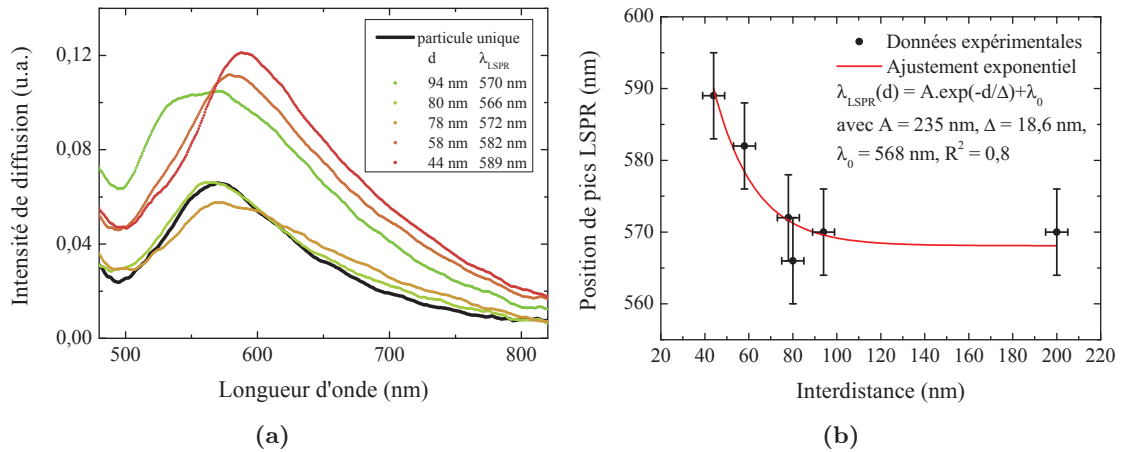 0,12
0,08
0,04
0,00
Intensité de diffusion (u.a.)
500 600 700 800
Longueur d'onde (nm)
particule unique
d λLSPR
94 nm 570 nm
80 nm 566 nm
78 nm 572 nm
58 nm 582 nm
44 nm 589 nm
(a)
600
590
580
570
560
Position de pics LSPR (nm)
20 40 60 80 100 120 140 160 180 200 220
Interdistance (nm)
Données expérimentales
Ajustement exponentiel
λLSPR(d) = A.exp(-d/Δ)+λ0
avec A = 235 nm, Δ = 18,6 nm,
λ0 = 568 nm, R² = 0,8
(b)